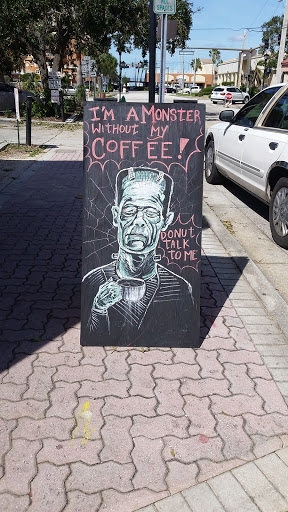 I'm A Monster
Without My
Coffee!
Donut
Talk
To Me